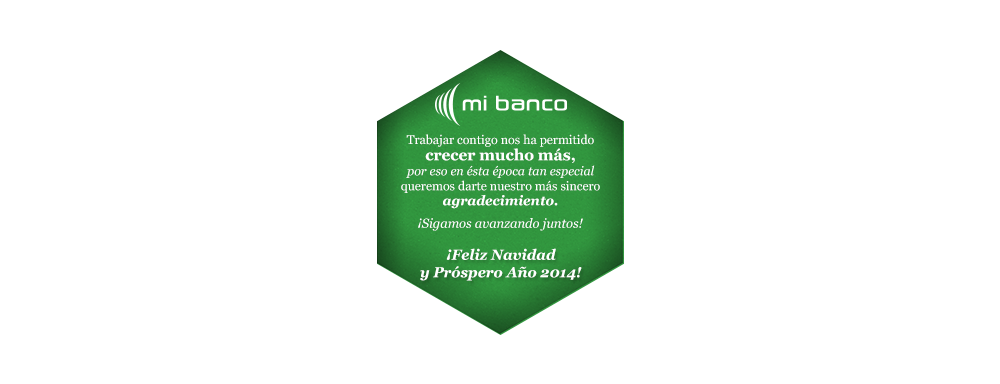 mi banco
Trabajar contigo nos ha permitido
crecer mucho más,
por eso en ésta época tan especial
queremos darte nuestro más sincero
agradecimiento.
¡Sigamos avanzando juntos!
¡Feliz Navidad
y Próspero Año 2014!